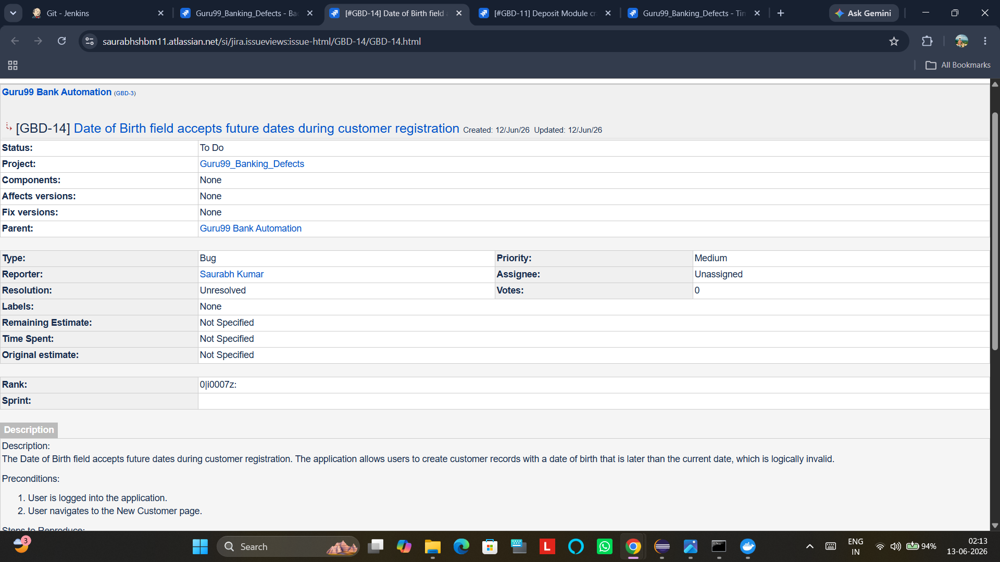 Git - Jenkins
Guru99_Banking_Defects - Ba
[#GBD-14] Date of Birth field
[#GBD-11] Deposit Module cr
Guru99_Banking_Defects - Tim
Ask Gemini
saurabhshbm11.atlassian.net/si/jira.issueviews:issue-html/GBD-14/GBD-14.html
All Bookmarks
Guru99 Bank Automation (GBD-3)
[GBD-14] Date of Birth field accepts future dates during customer registration Created: 12/Jun/26 Updated: 12/Jun/26
Status: To Do
Project: Guru99_Banking_Defects
Components: None
Affects versions: None
Fix versions: None
Parent: Guru99 Bank Automation
Type: Bug Priority: Medium
Reporter: Saurabh Kumar Assignee: Unassigned
Resolution: Unresolved Votes: 0
Labels: None
Remaining Estimate: Not Specified
Time Spent: Not Specified
Original estimate: Not Specified
Rank: 0|i0007z:
Sprint:
Description
Description:
The Date of Birth field accepts future dates during customer registration. The application allows users to create customer records with a date of birth that is later than the current date, which is logically invalid.
Preconditions:
1. User is logged into the application.
2. User navigates to the New Customer page.
Steps to Reproduce:
3
Search
L
ENG
IN
94%
02:13
13-06-2026